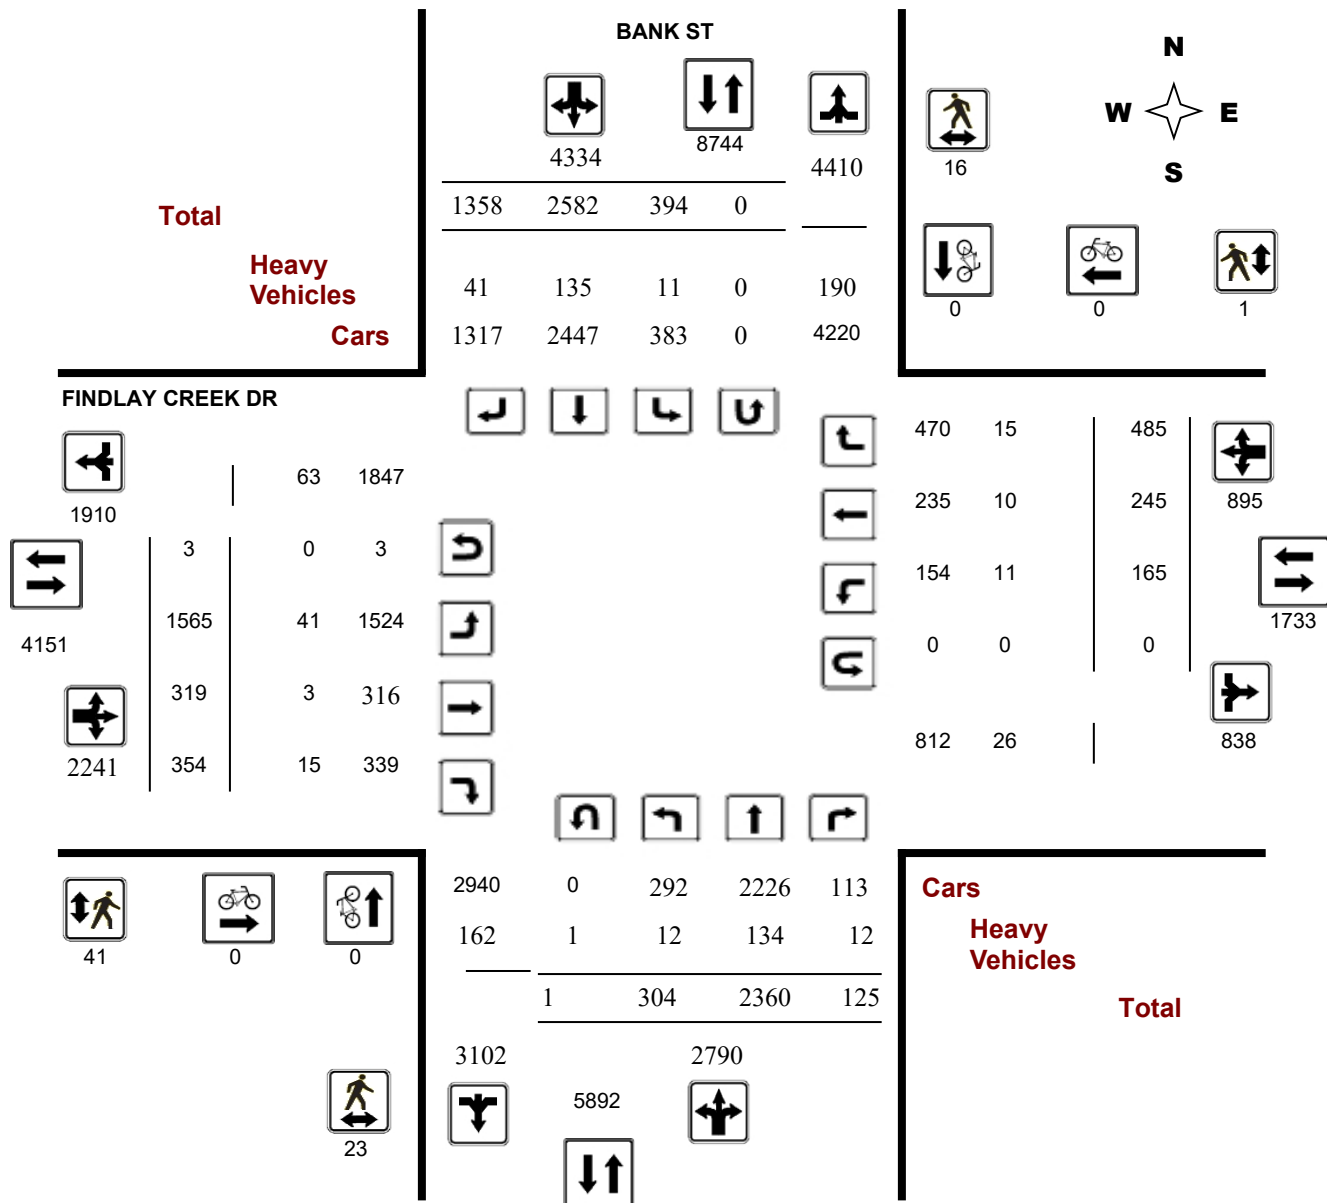 BANK ST
N
W E
S
4334 8744 4410 16
1358 2582 394 0
Total
Heavy
Vehicles
41 135 11 0 190
0 0 1
Cars
1317 2447 383 0 4220
FINDLAY CREEK DR
470 15 485
63 1847
235 10 245 895
1910
3 0 3
154 11 165
1733
1565 41 1524
4151
0 0 0
319 3 316
812 26 838
2241 354 15 339
2940 0 292 2226 113
Cars
162 1 12 134 12
Heavy
Vehicles
41 0 0
1 304 2360 125
Total
3102 2790
5892
23